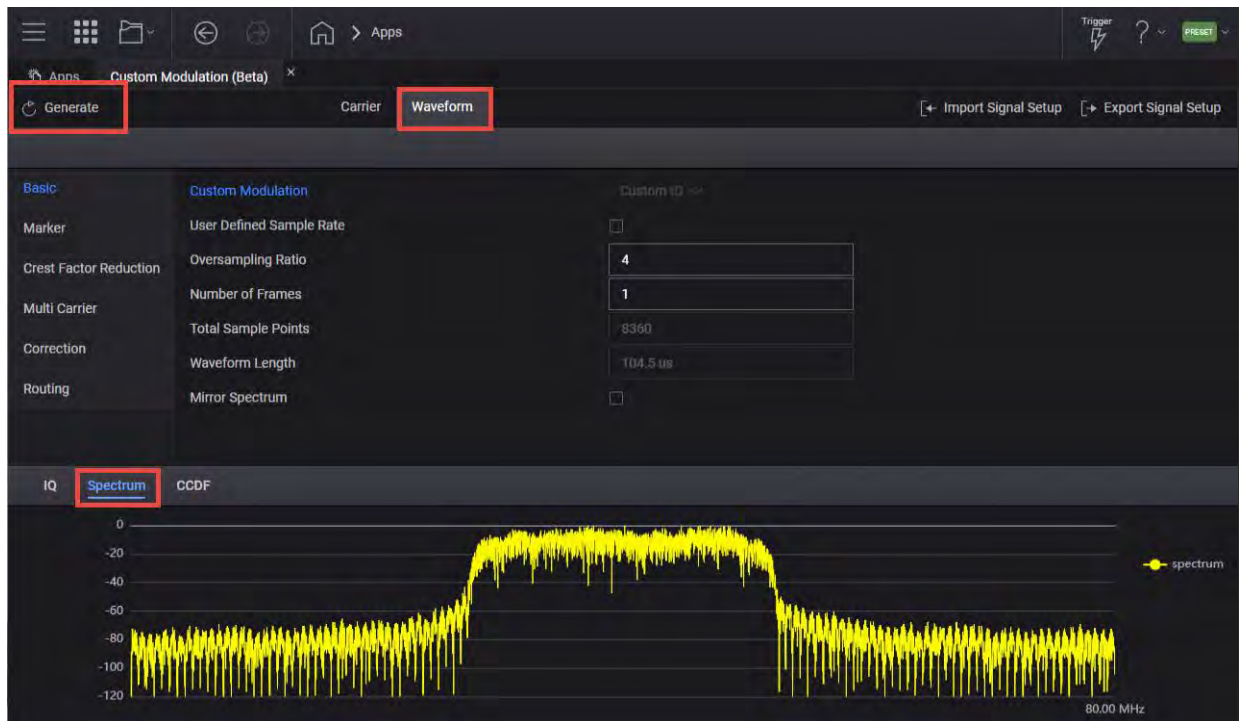 Apps
Trigger
?
PRESET
Apps
Custom Modulation (Beta)
×
Generate
Carrier
Waveform
Import Signal Setup
Export Signal Setup
Basic
Custom Modulation
Custom IQ
Marker
User Defined Sample Rate
Crest Factor Reduction
Oversampling Ratio
4
Number of Frames
1
Multi Carrier
Total Sample Points
8360
Correction
Waveform Length
104.5 us
Routing
Mirror Spectrum
IQ
Spectrum
CCDF
0
-20
-40
-60
-80
-100
-120
spectrum
80.00 MHz